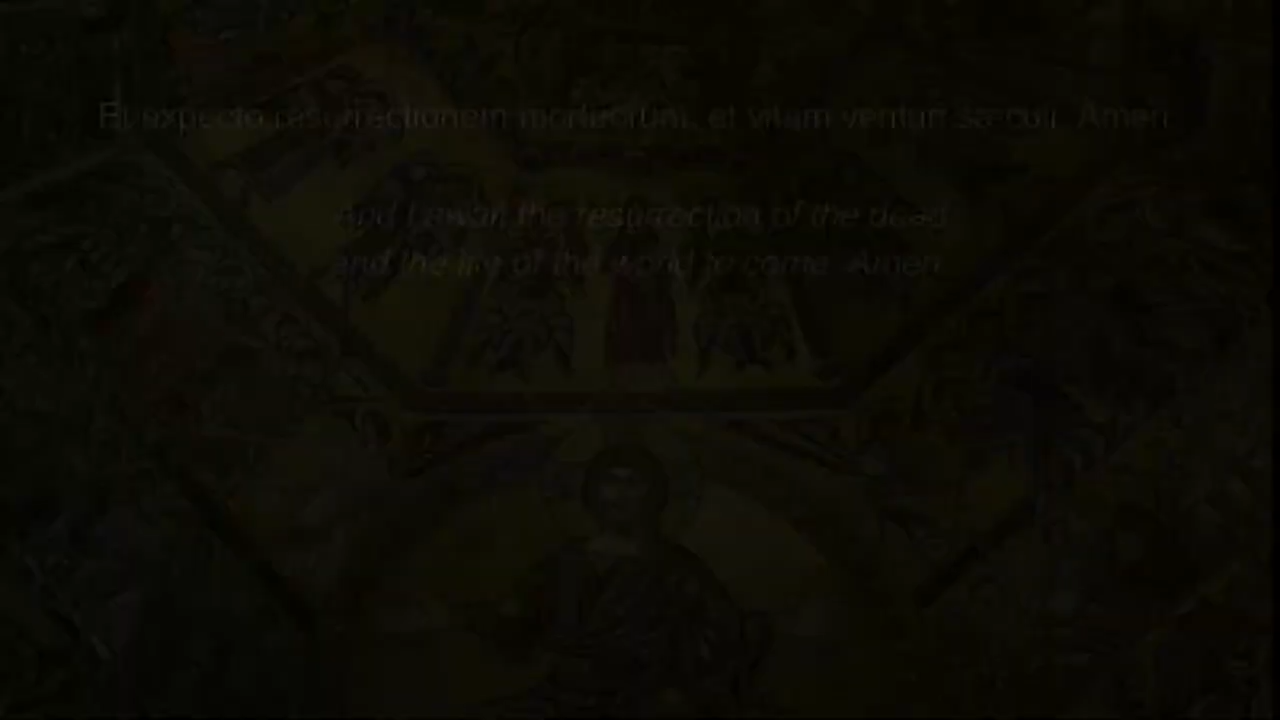 Et expecto resurrectionem mortuorum, et vitam venturi sæculi. Amen
and I await the resurrection of the dead
and the life of the world to come. Amen